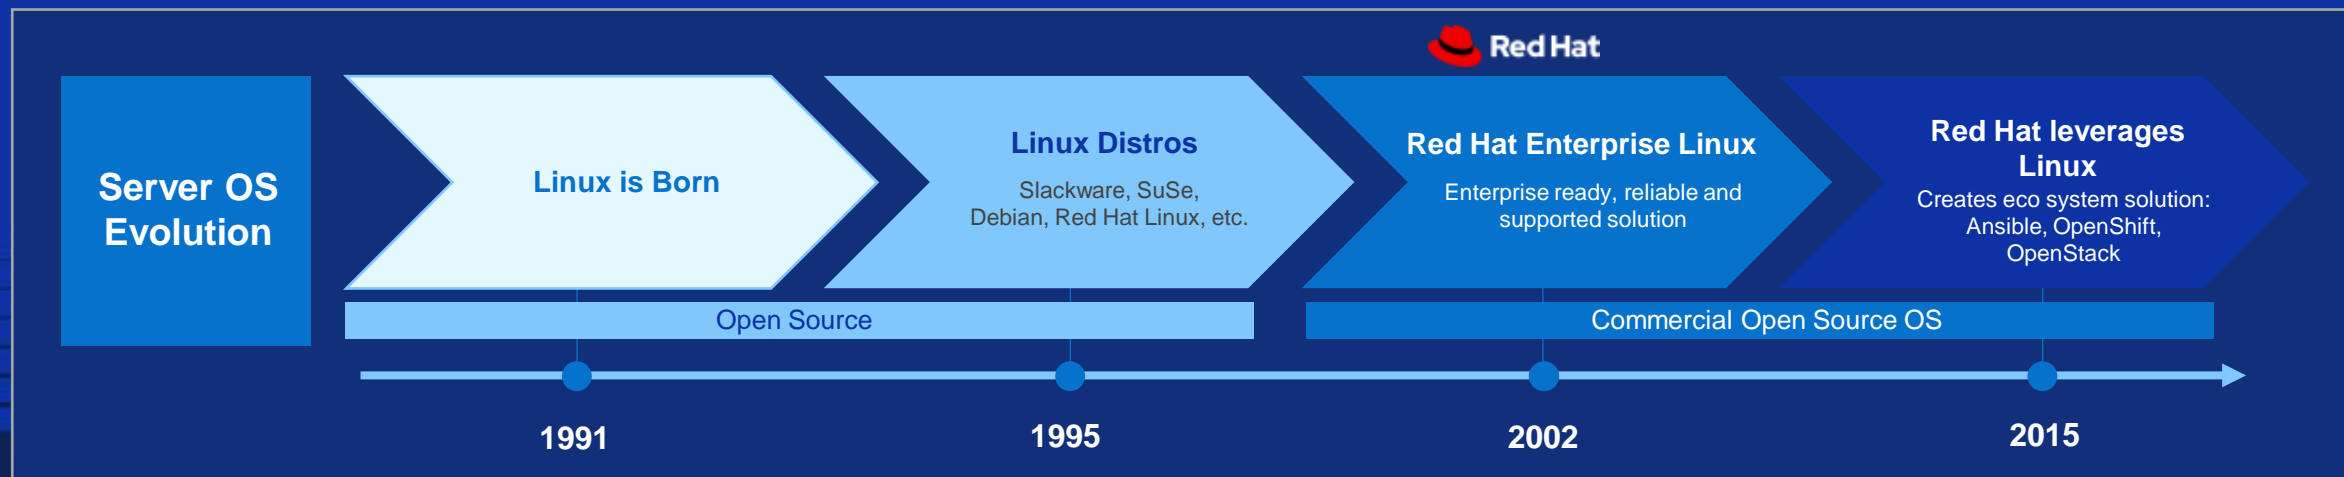 Red Hat
Server OS
Evolution
Linux is Born
Linux Distros
Slackware, SuSe,
Debian, Red Hat Linux, etc.
Red Hat Enterprise Linux
Enterprise ready, reliable and
supported solution
Red Hat leverages
Linux
Creates eco system solution:
Ansible, OpenShift,
OpenStack
Open Source
Commercial Open Source OS
1991
1995
2002
2015